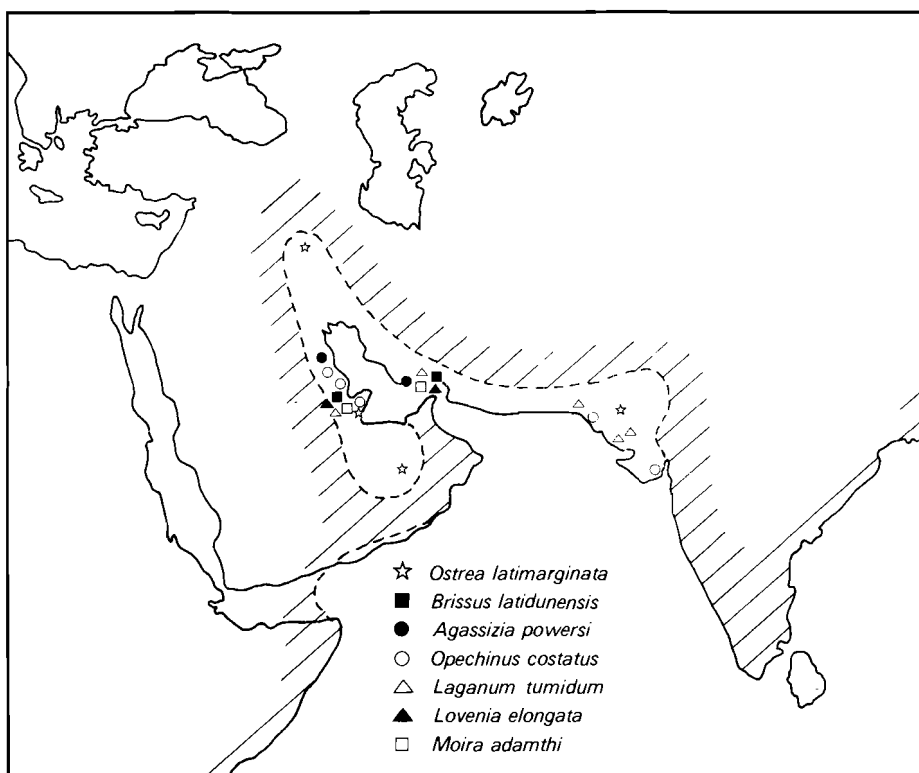 Ostrea latimarginata
Brissus latidunensis
Agassizia powersi
Opechinus costatus
Laganum tumidum
Lovenia elongata
Moira adamthi